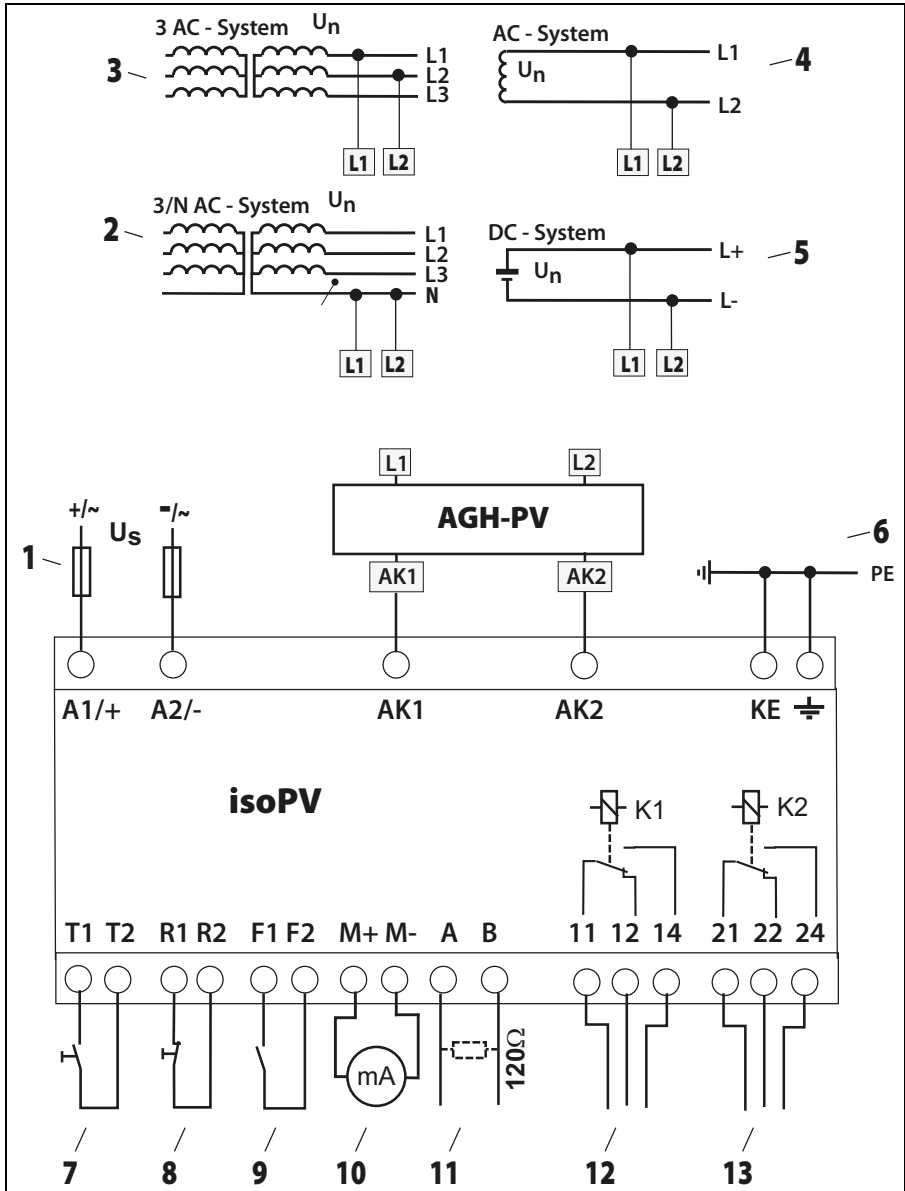 3 AC - System Un
AC - System
3
L1
L2
L3
Un
L1
L2
4
L1 L2
L1 L2
3/N AC - System Un
2
L1
L2
L3
N
DC - System
Un
L+
L-
5
L1 L2
L1 L2
L1 L2
AGH-PV
AK1 AK2
+/~ Us -/~
1
6
PE
A1/+ A2/- AK1 AK2 KE
isoPV
K1 K2
T1 T2 R1 R2 F1 F2 M+ M- A B 11 12 14 21 22 24
mA
120Ω
7 8 9 10 11 12 13